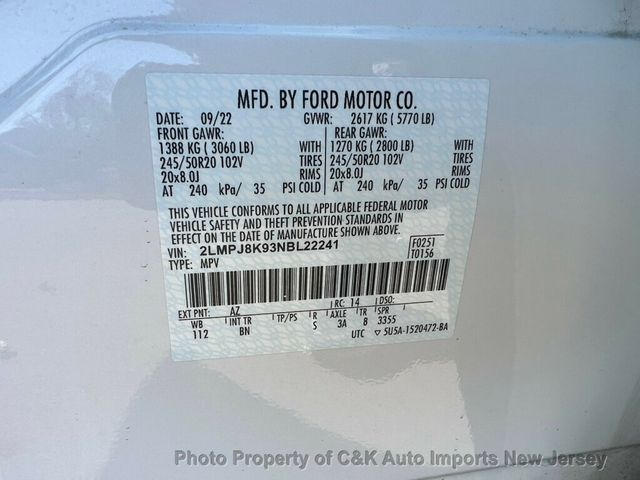 MFD. BY FORD MOTOR CO.
DATE: 09/22 GVWR: 2617 KG ( 5770 LB)
FRONT GAWR: REAR GAWR:
1388 KG ( 3060 LB) WITH 1270 KG ( 2800 LB) WITH
245/50R20 102V TIRES 245/50R20 102V TIRES
20x8.0J RIMS 20x8.0J RIMS
AT 240 kPa/ 35 PSI COLD AT 240 kPa/ 35 PSI COLD
THIS VEHICLE CONFORMS TO ALL APPLICABLE FEDERAL MOTOR
VEHICLE SAFETY AND THEFT PREVENTION STANDARDS IN
EFFECT ON THE DATE OF MANUFACTURE SHOWN ABOVE.
VIN: 2LMPJ8K93NBL22241 F0251
TYPE: MPV T0156
EXT PNT: AZ RC: 14 DSO:
WB INT TR TP/PS R AXLE TR SPR
112 BN S 3A 8 3355
UTC ▽ 5U5A-1520472-BA
Photo Property of C&K Auto Imports New Jersey